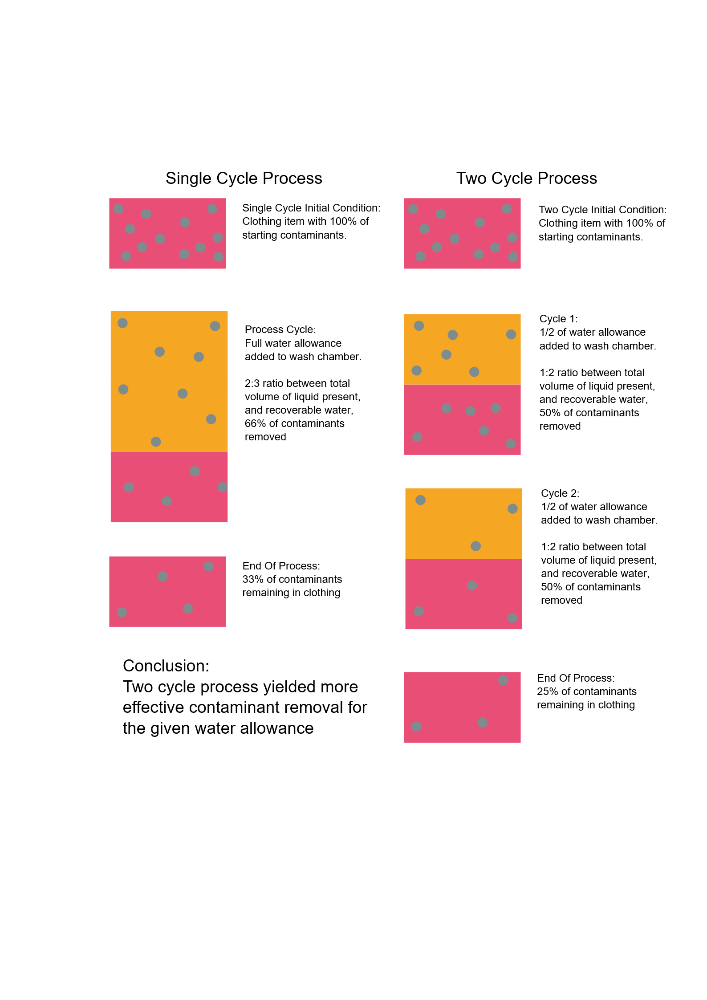 Single Cycle Process
Single Cycle Initial Condition:
Clothing item with 100% of
starting contaminants.
Process Cycle:
Full water allowance
added to wash chamber.
2:3 ratio between total
volume of liquid present,
and recoverable water,
66% of contaminants
removed
End Of Process:
33% of contaminants
remaining in clothing
Conclusion:
Two cycle process yielded more
effective contaminant removal for
the given water allowance
Two Cycle Process
Two Cycle Initial Condition:
Clothing item with 100% of
starting contaminants.
Cycle 1:
1/2 of water allowance
added to wash chamber.
1:2 ratio between total
volume of liquid present,
and recoverable water,
50% of contaminants
removed
Cycle 2:
1/2 of water allowance
added to wash chamber.
1:2 ratio between total
volume of liquid present,
and recoverable water,
50% of contaminants
removed
End Of Process:
25% of contaminants
remaining in clothing